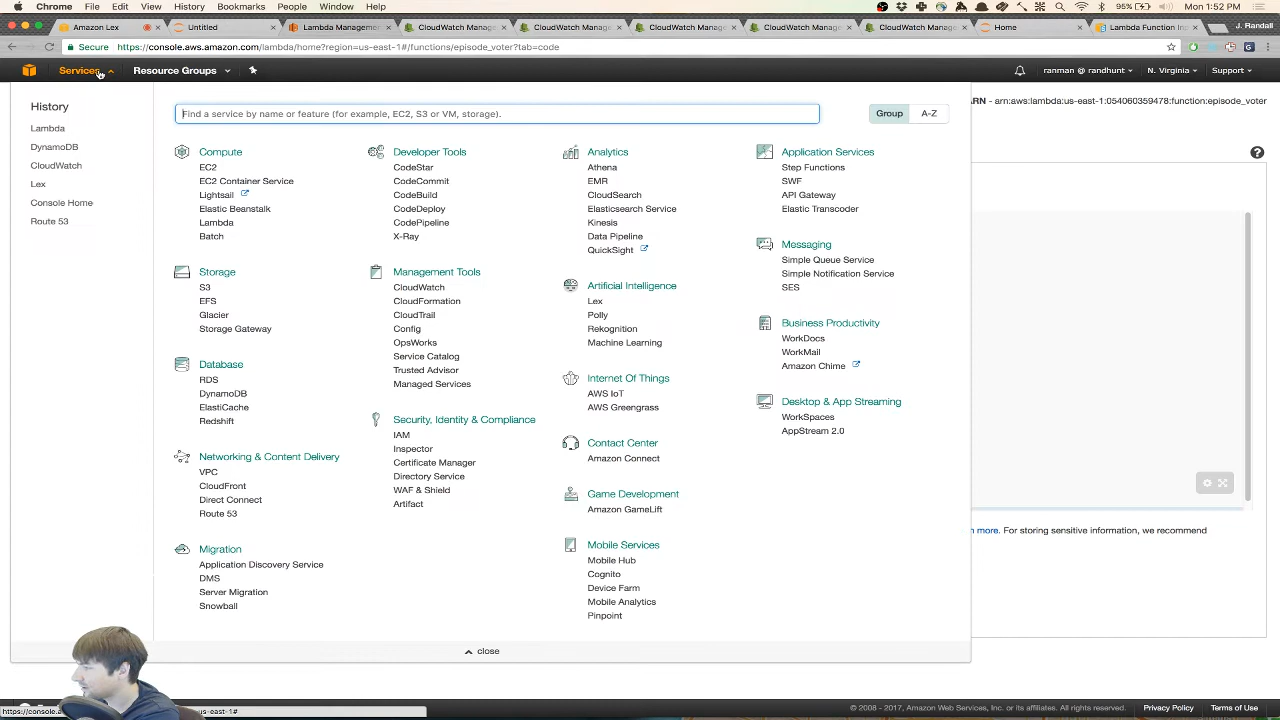 Chrome File Edit View History Bookmarks People Window Help
95% Mon 1:52 PM
Amazon Lex Untitled Lambda Managemen CloudWatch Manage CloudWatch Manage CloudWatch Manage CloudWatch Manage CloudWatch Manage Home Lambda Function Ind J. Randall
Secure https://console.aws.amazon.com/lambda/home?region=us-east-1#/functions/episode_voter?tab=code
Services Resource Groups ranman @ randhunt N. Virginia Support
ARN - arn:aws:lambda:us-east-1:054060359478:function:episode_voter
History
Lambda
DynamoDB
CloudWatch
Lex
Console Home
Route 53
Find a service by name or feature (for example, EC2, S3 or VM, storage).
Group A-Z
Compute
EC2
EC2 Container Service
Lightsail
Elastic Beanstalk
Lambda
Batch
Storage
S3
EFS
Glacier
Storage Gateway
Database
RDS
DynamoDB
ElastiCache
Redshift
Networking & Content Delivery
VPC
CloudFront
Direct Connect
Route 53
Migration
Application Discovery Service
DMS
Server Migration
Snowball
Developer Tools
CodeStar
CodeCommit
CodeBuild
CodeDeploy
CodePipeline
X-Ray
Management Tools
CloudWatch
CloudFormation
CloudTrail
Config
OpsWorks
Service Catalog
Trusted Advisor
Managed Services
Security, Identity & Compliance
IAM
Inspector
Certificate Manager
Directory Service
WAF & Shield
Artifact
Analytics
Athena
EMR
CloudSearch
Elasticsearch Service
Kinesis
Data Pipeline
QuickSight
Artificial Intelligence
Lex
Polly
Rekognition
Machine Learning
Internet Of Things
AWS IoT
AWS Greengrass
Contact Center
Amazon Connect
Game Development
Amazon GameLift
Mobile Services
Mobile Hub
Cognito
Device Farm
Mobile Analytics
Pinpoint
Application Services
Step Functions
SWF
API Gateway
Elastic Transcoder
Messaging
Simple Queue Service
Simple Notification Service
SES
Business Productivity
WorkDocs
WorkMail
Amazon Chime
Desktop & App Streaming
WorkSpaces
AppStream 2.0
more. For storing sensitive information, we recommend
close
https://console.a us-east-1#
© 2008 - 2017, Amazon Web Services, Inc. or its affiliates. All rights reserved. Privacy Policy Terms of Use